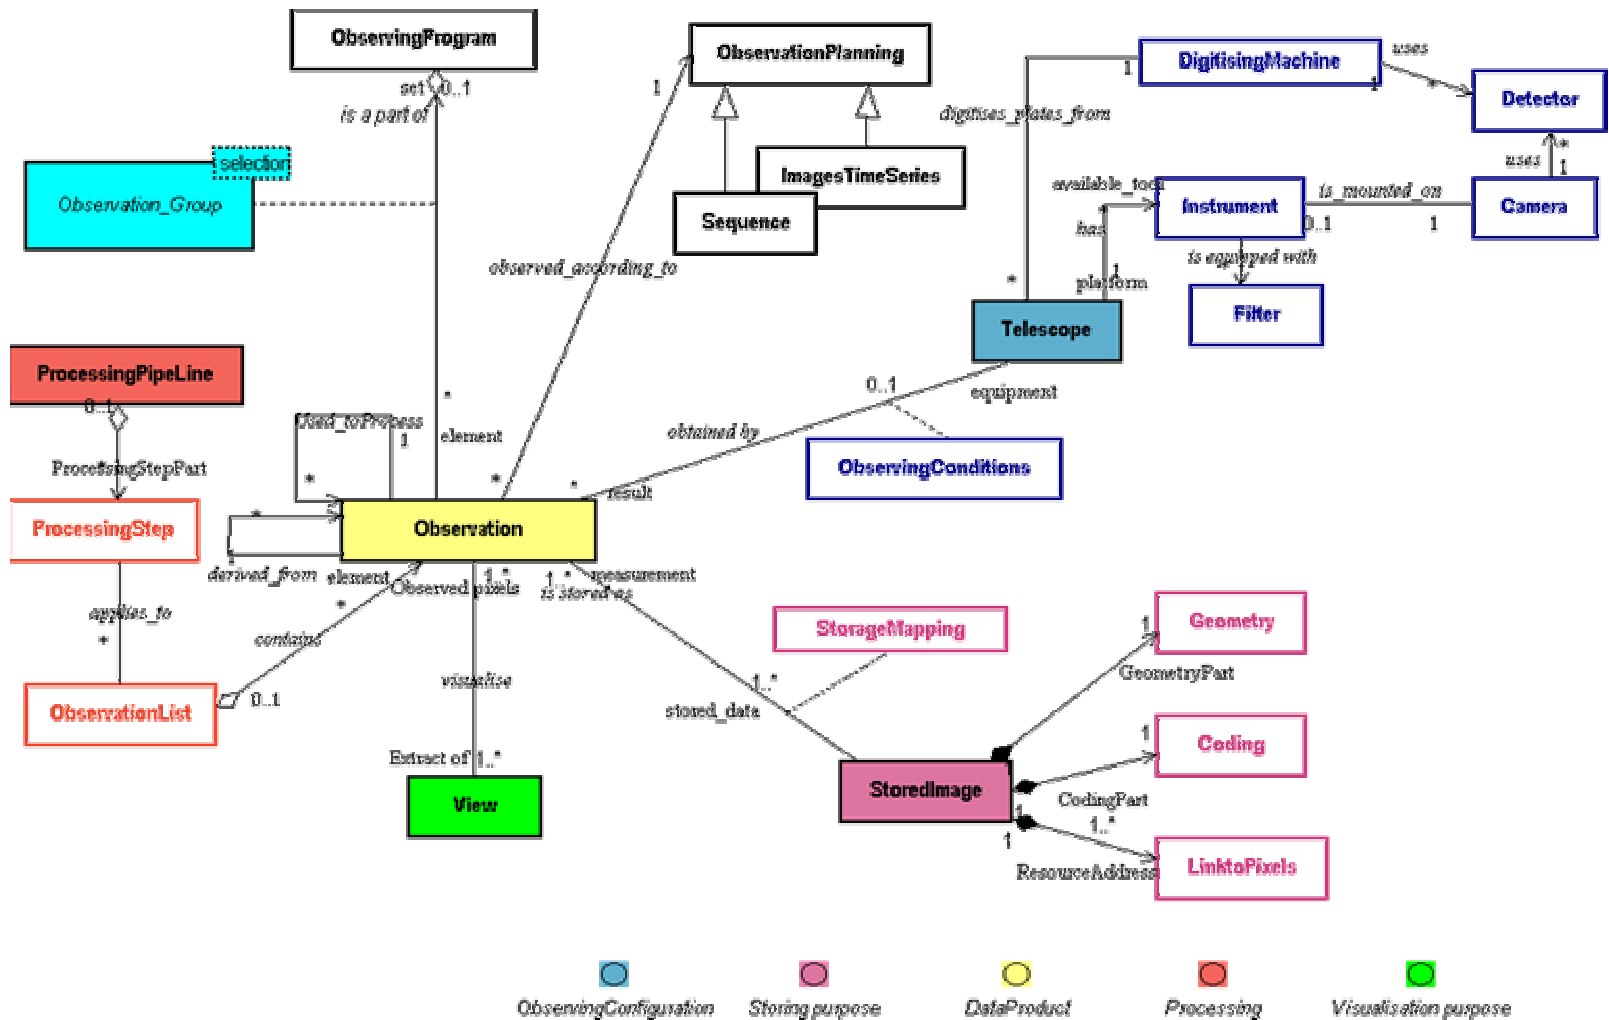 ObservingProgram
set 0..1
is a part of
selection
Observation_Group
ObservationPlanning
1
ImagesTimeSeries
Sequence
observed_according_to
DigitisingMachine
1
1
uses
*
Detector
digitises_plates_from
*
uses
1
available_tool
Instrument
is_mounted_on
0..1
1
Camera
has
1
platform
is equipped with
Filter
Telescope
0..1
equipment
obtained by
ObservingConditions
ProcessingPipeLine
0..1
ProcessingStepPart
*
ProcessingStep
Used_toProcess
1
*
*
element
*
*
result
Observation
*
1
derived_from
element
Observed pixels
1..*
1..*
measurement
is stored as
applies_to
*
*
contains
ObservationList
0..1
visualise
Extract of
1..*
View
StorageMapping
1..*
stored_data
StoredImage
1
Geometry
GeometryPart
1
Coding
CodingPart
1
1
1..*
ResourceAddress
LinktoPixels
ObservingConfiguration
Storing purpose
DataProduct
Processing
Visualisation purpose